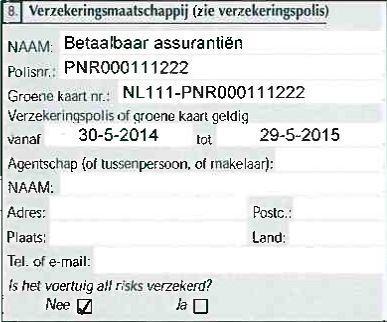 8. Verzekeringsmaatschappij (zie verzekeringspolis)
NAAM: Betaalbaar assurantiën
Polisnr.: PNR000111222
Groene kaart nr.: NL111-PNR000111222
Verzekeringspolis of groene kaart geldig
vanaf 30-5-2014 tot 29-5-2015
Agentschap (of tussenpersoon, of makelaar):
NAAM:
Adres: Postc.:
Plaats: Land:
Tel. of e-mail:
Is het voertuig all risks verzekerd?
Nee ☑ Ja ☐